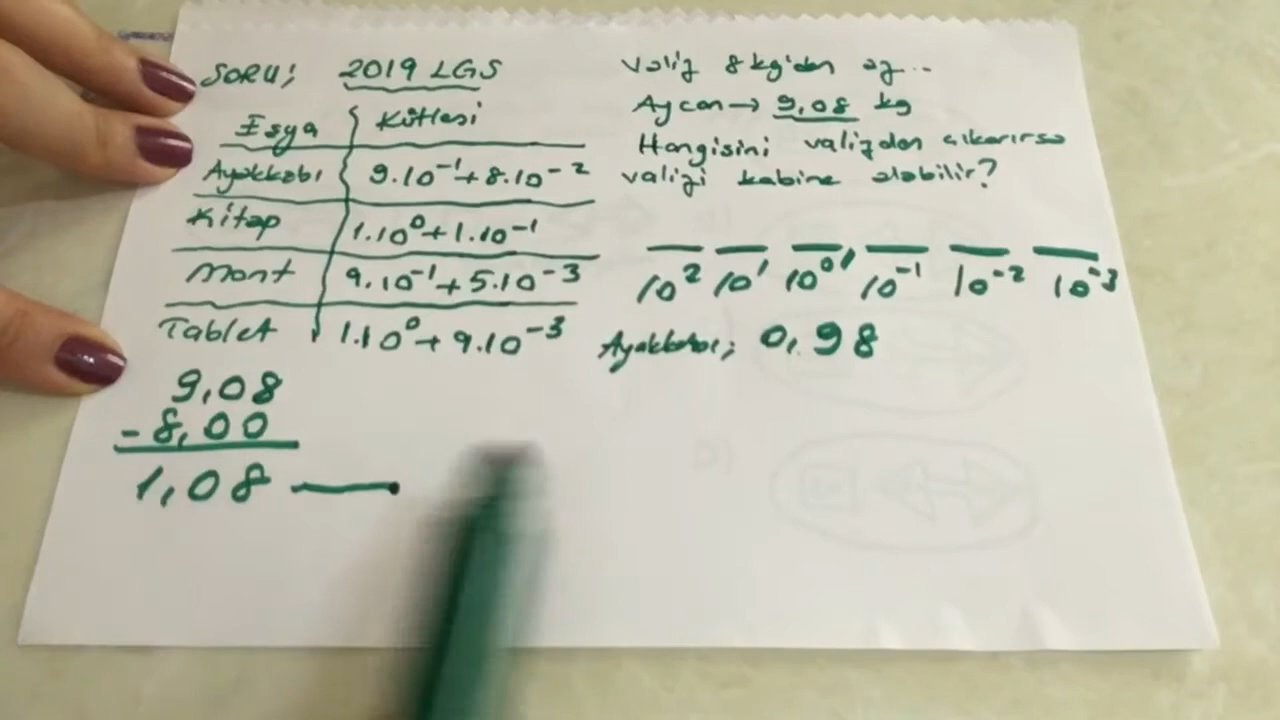 SORU; 2019 LGS
Eşya Kütlesi
Ayakkabı 9.10⁻¹+8.10⁻²
Kitap 1.10⁰+1.10⁻¹
Mont 9.10⁻¹+5.10⁻³
Tablet 1.10⁰+9.10⁻³
9,08
-8,00
1,08
Valiz 8 kg'dan az...
Aycan→ 9,08 kg
Hangisini valizden çıkarırsa
valizi kabine alabilir?
10² 10¹ 10⁰, 10⁻¹ 10⁻² 10⁻³
Ayakkabı; 0,98